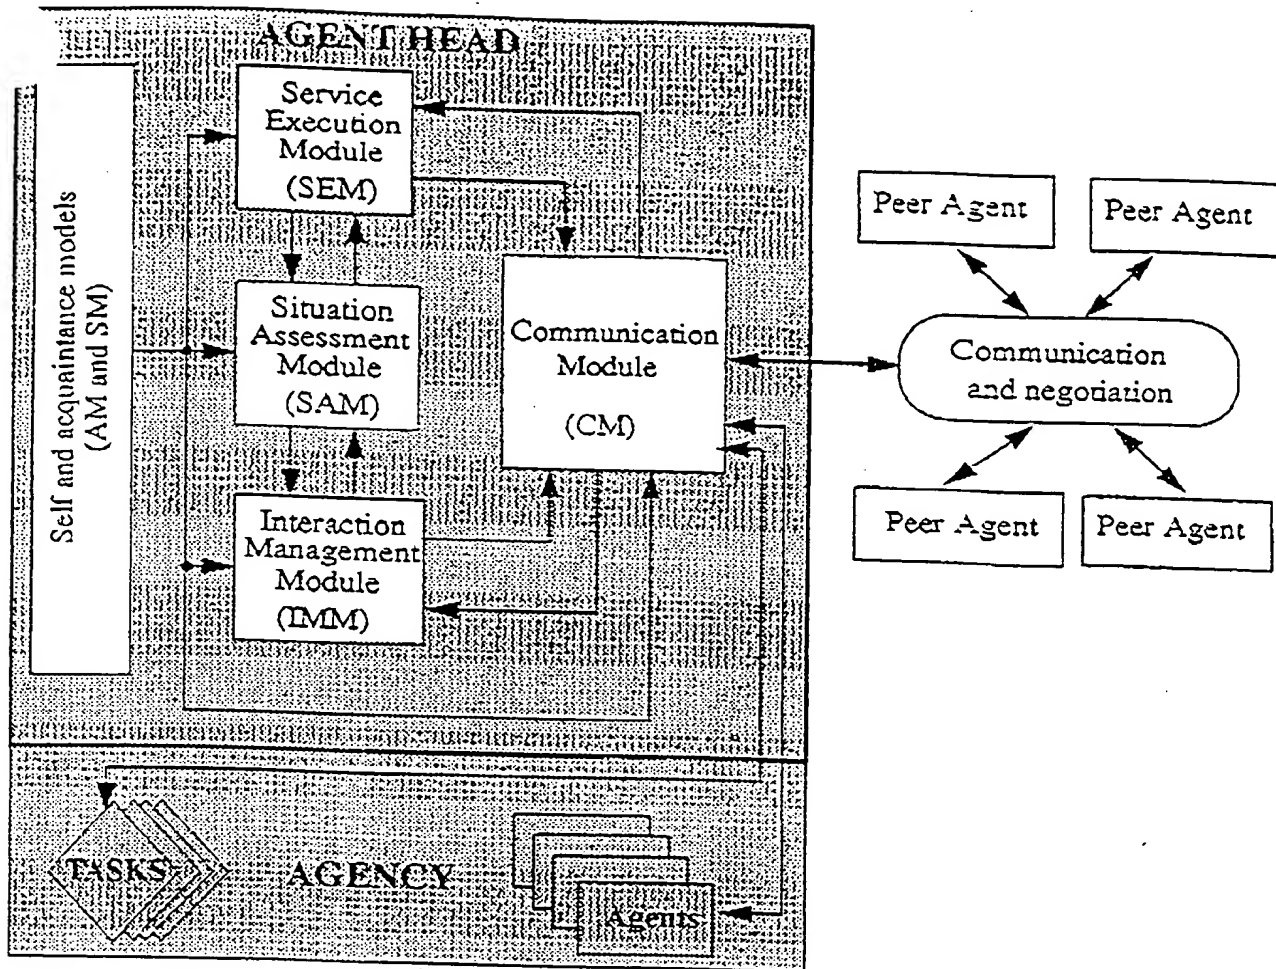 AGENT HEAD
Self and acquaintance models
(AM and SM)
Service
Execution
Module
(SEM)
Situation
Assessment
Module
(SAM)
Interaction
Management
Module
(IMM)
Communication
Module
(CM)
Peer Agent
Peer Agent
Communication
and negotiation
Peer Agent
Peer Agent
TASKS
AGENCY
Agents